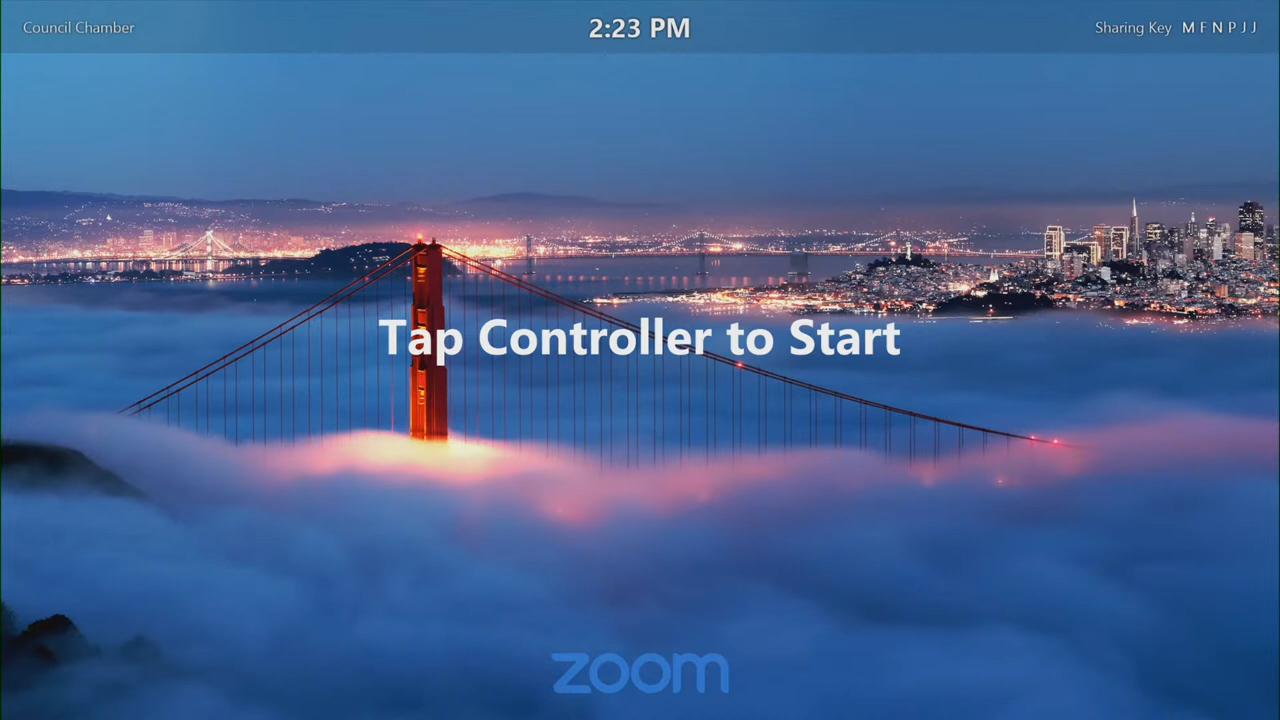 Council Chamber
2:23 PM
Sharing Key M F N P J J
Tap Controller to Start
zoom